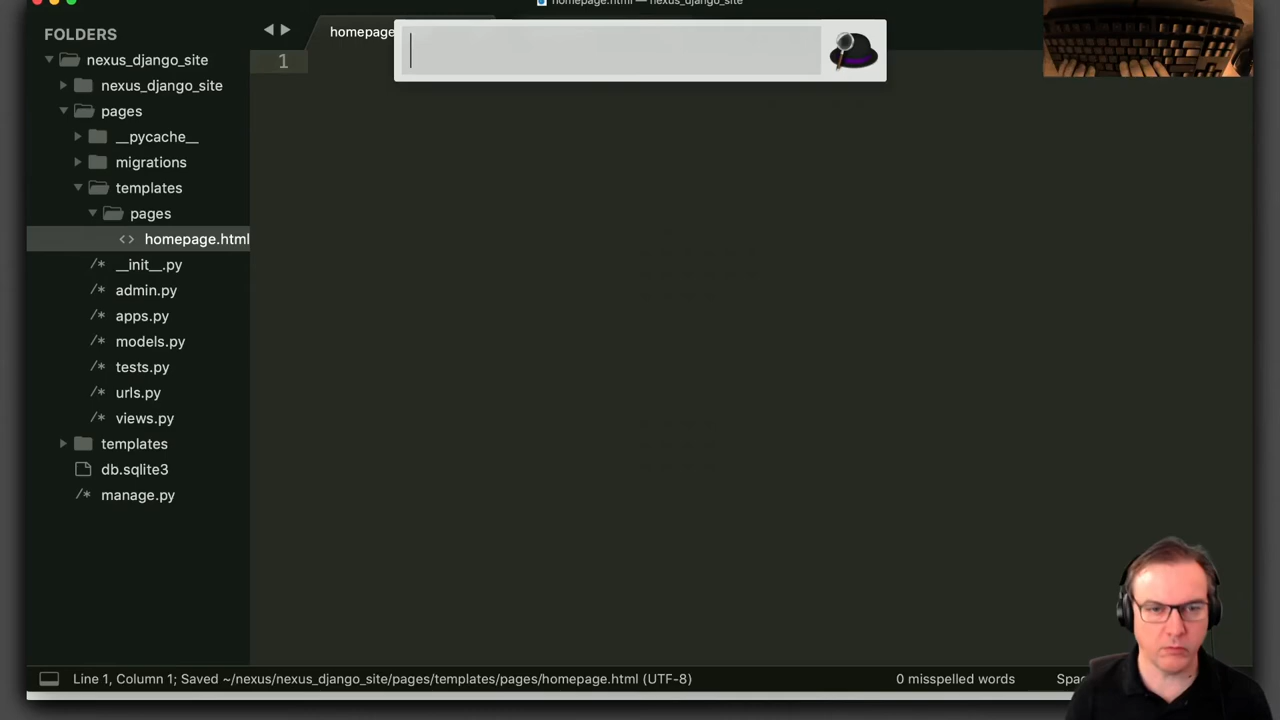 homepage.html — nexus_django_site
FOLDERS
homepage
nexus_django_site
1
nexus_django_site
pages
__pycache__
migrations
templates
pages
homepage.html
__init__.py
admin.py
apps.py
models.py
tests.py
urls.py
views.py
templates
db.sqlite3
manage.py
Line 1, Column 1; Saved ~/nexus/nexus_django_site/pages/templates/pages/homepage.html (UTF-8)
0 misspelled words
Spac